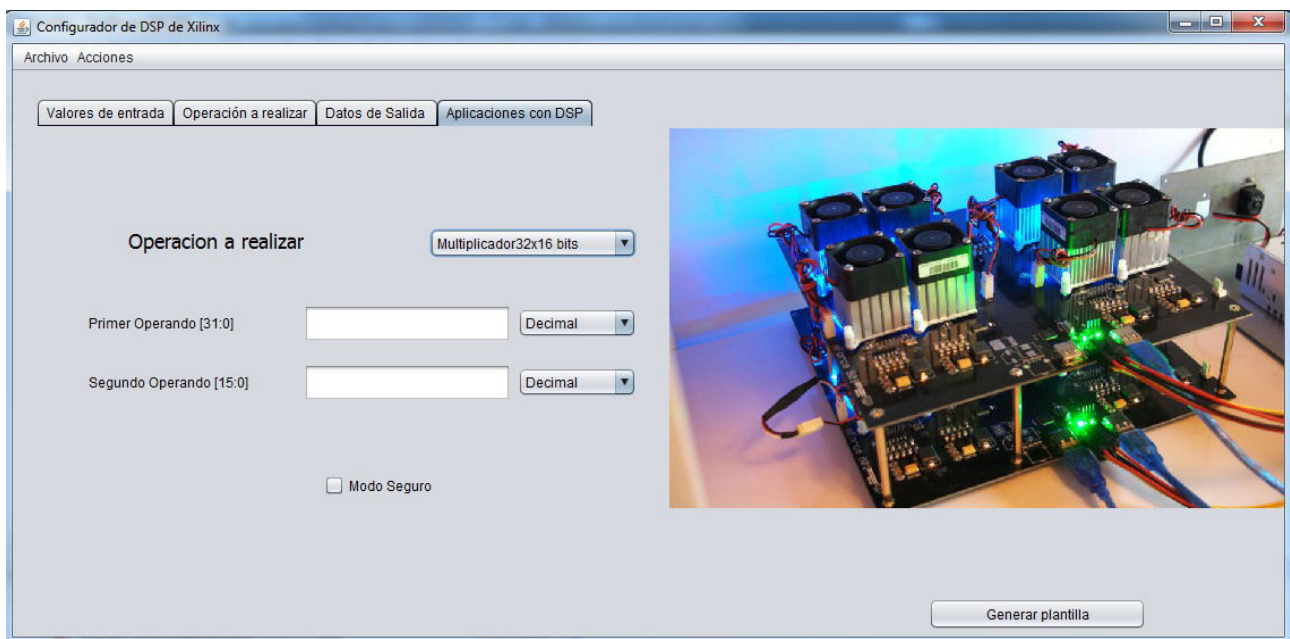 Configurador de DSP de Xilinx
Archivo Acciones
Valores de entrada Operación a realizar Datos de Salida Aplicaciones con DSP
Operacion a realizar Multiplicador32x16 bits
Primer Operando [31:0] Decimal
Segundo Operando [15:0] Decimal
Modo Seguro
Generar plantilla